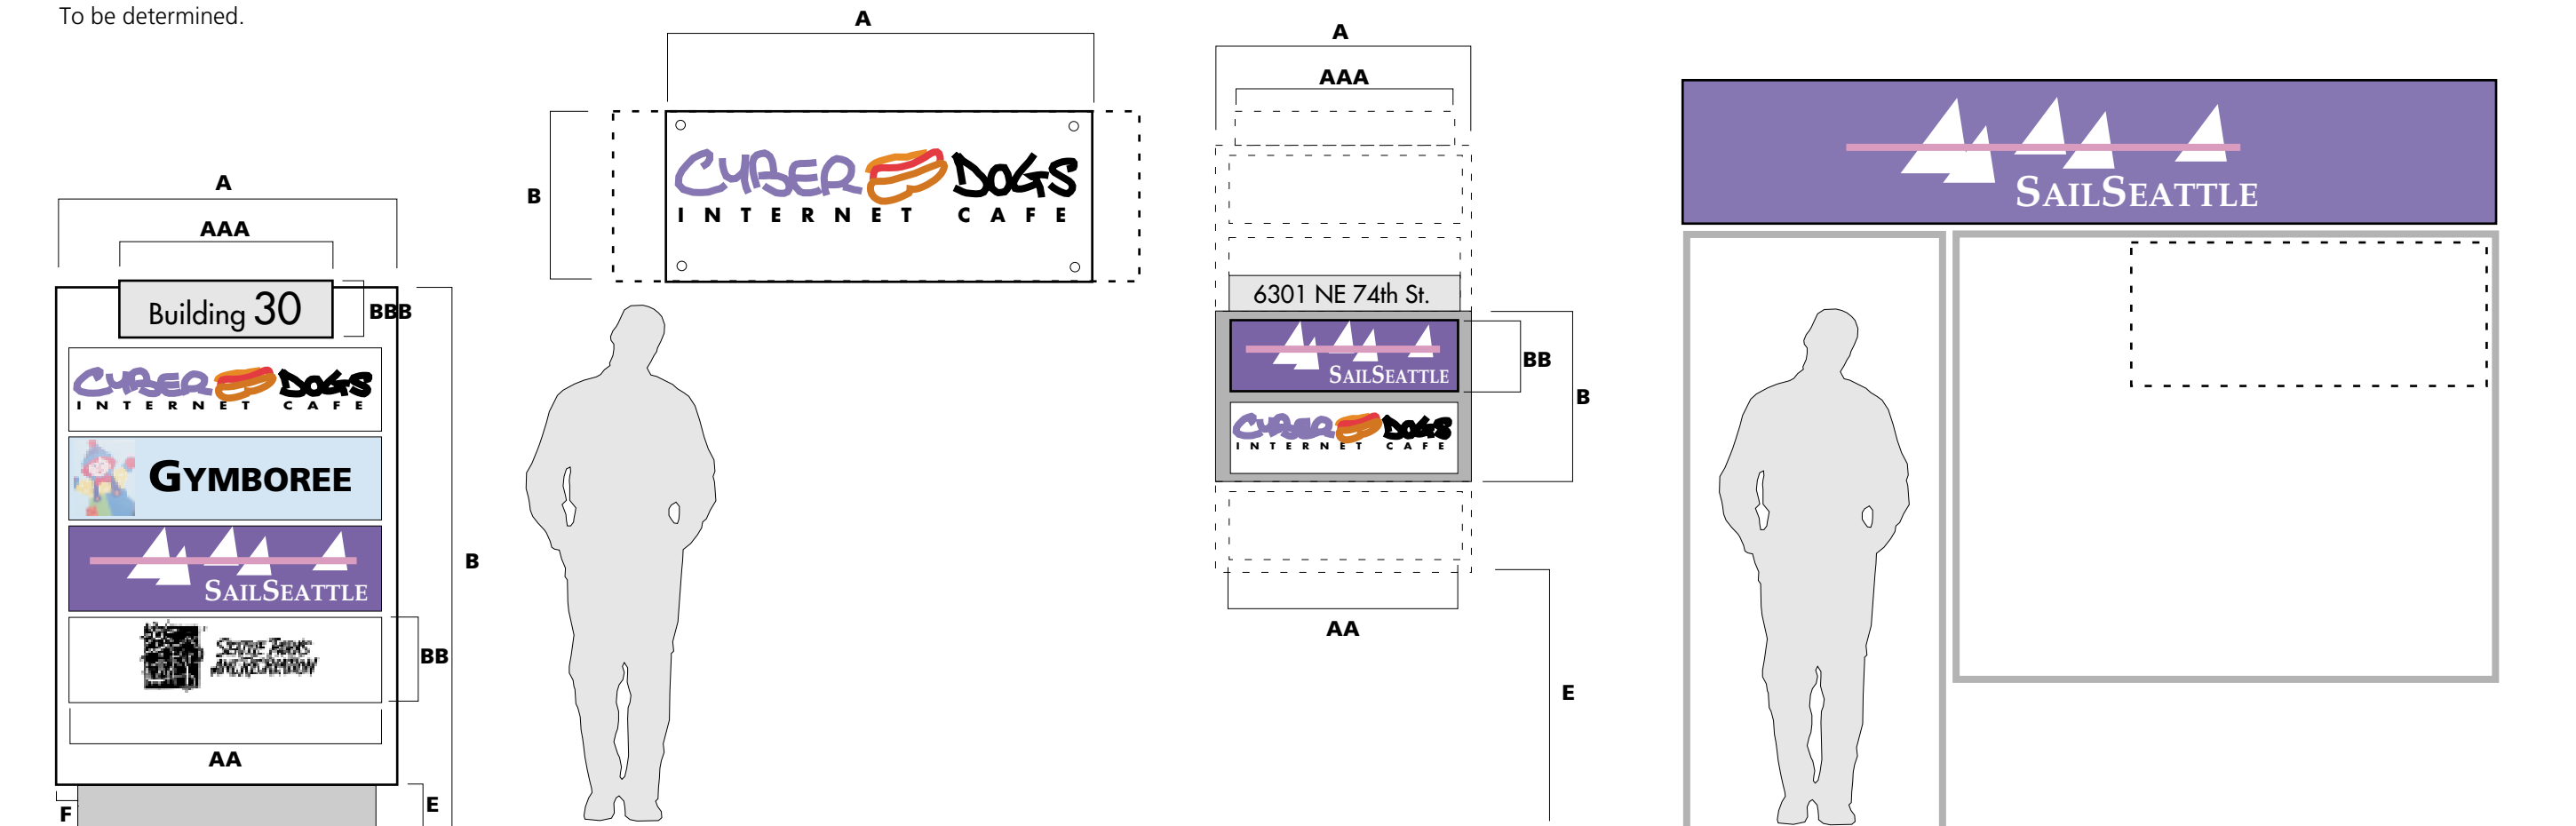 To be determined.
A
AAA
Building 30
BBB
CYBER DOGS
INTERNET CAFE
GYMBOREE
SAILSEATTLE
BB
AA
B
E
F
A
B
CYBER DOGS
INTERNET CAFE
A
AAA
6301 NE 74th St.
SAILSEATTLE
BB
CYBER DOGS
INTERNET CAFE
B
AA
E
SAILSEATTLE